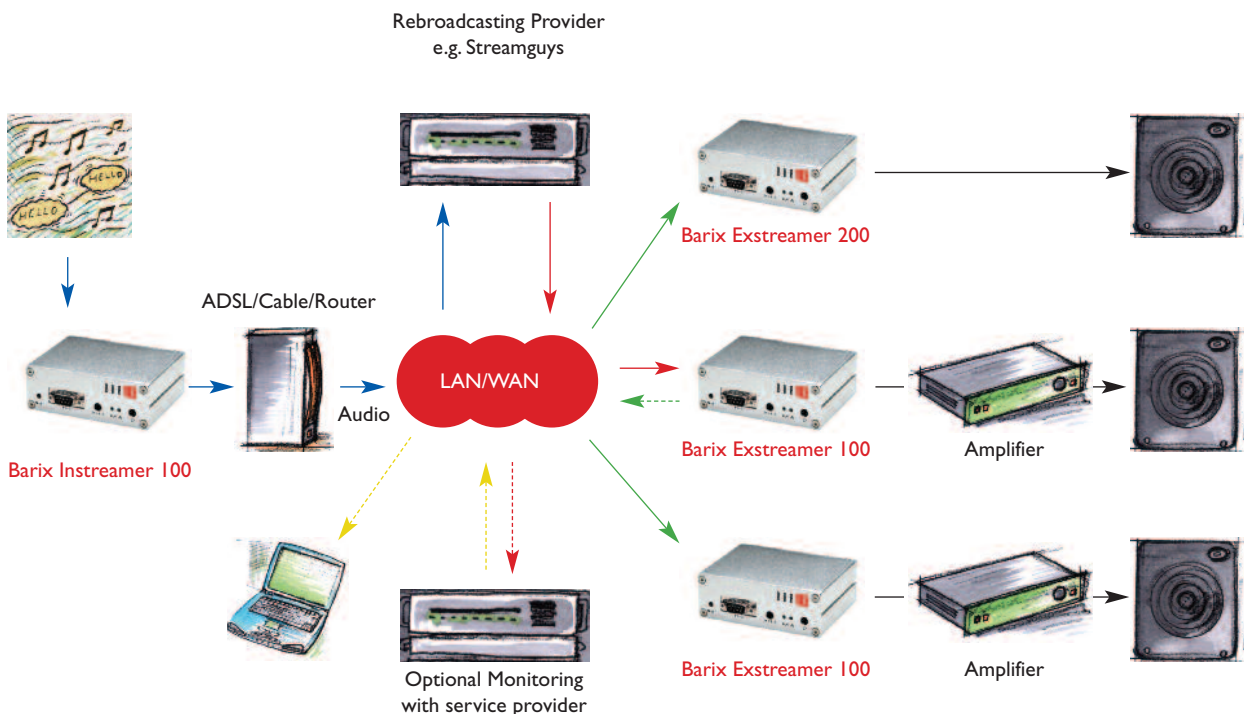 Rebroadcasting Provider
e.g. Streamguys
HELLO
HELLO
Barix Exstreamer 200
ADSL/Cable/Router
LAN/WAN
Audio
Barix Instreamer 100
Barix Exstreamer 100
Amplifier
Barix Exstreamer 100
Amplifier
Optional Monitoring
with service provider